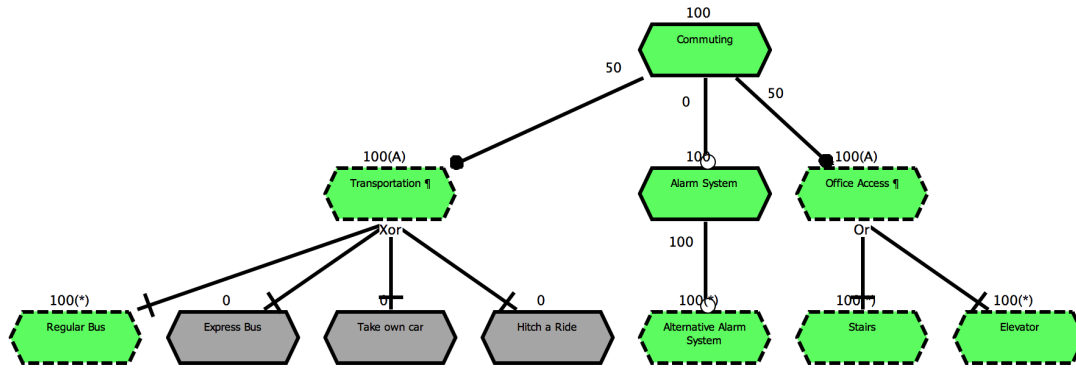 100
Commuting
50
0
50
100(A)
100
100(A)
Transportation ¶
Alarm System
Office Access ¶
Xor
100
Or
100(*)
0
0
0
100(*)
100(*)
100(*)
Regular Bus
Express Bus
Take own car
Hitch a Ride
Alternative Alarm
System
Stairs
Elevator